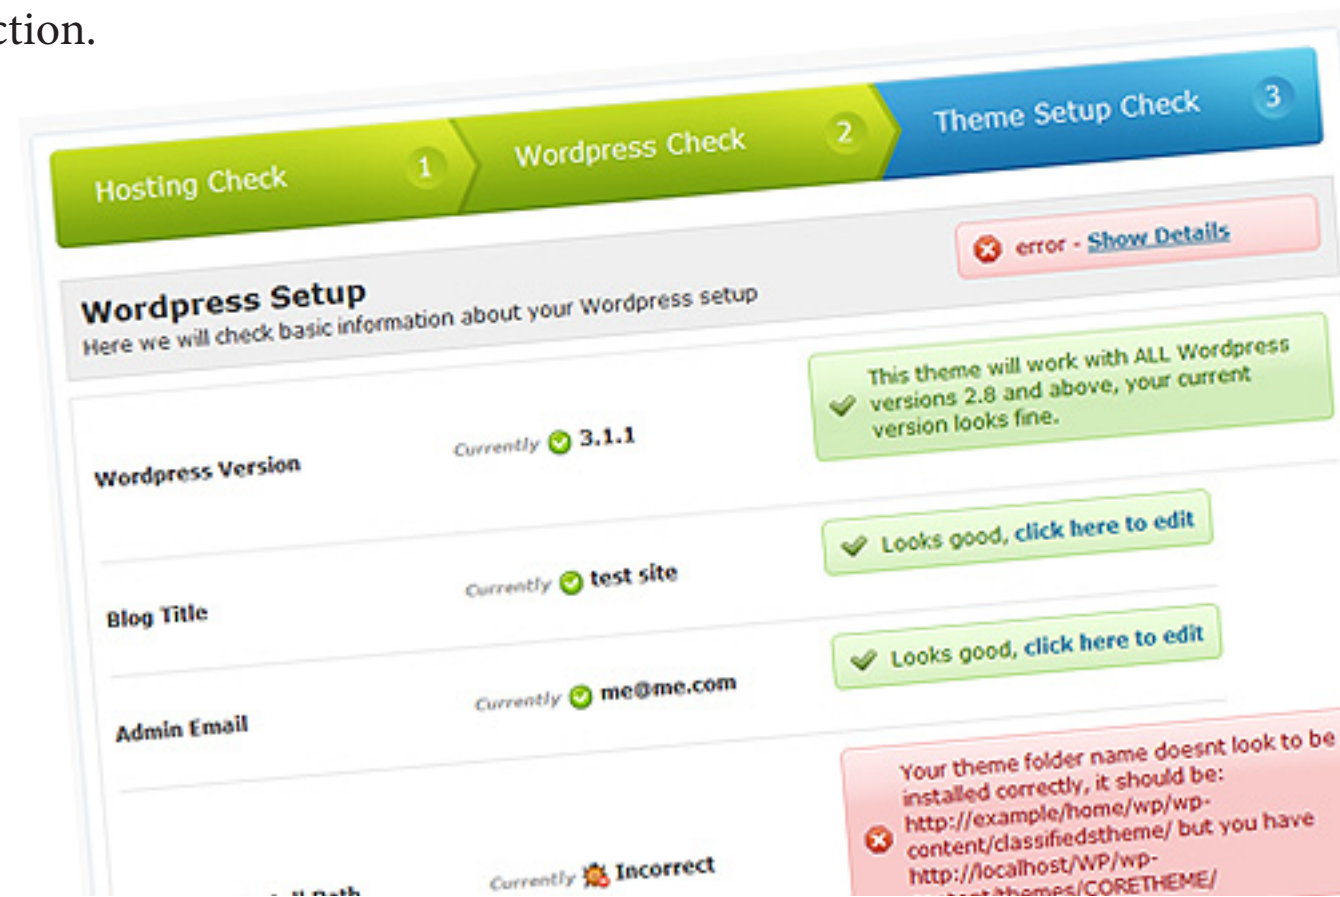 ction.
Hosting Check 1 Wordpress Check 2 Theme Setup Check 3
Wordpress Setup
Here we will check basic information about your Wordpress setup
error - Show Details
Wordpress Version
Currently 3.1.1
This theme will work with ALL Wordpress
versions 2.8 and above, your current
version looks fine.
Blog Title
Currently test site
Looks good, click here to edit
Admin Email
Currently me@me.com
Looks good, click here to edit
Path
Currently Incorrect
Your theme folder name doesnt look to be
installed correctly, it should be:
http://example/home/wp/wp-
content/classifiedstheme/ but you have
http://localhost/WP/wp-
content/themes/CORETHEME/